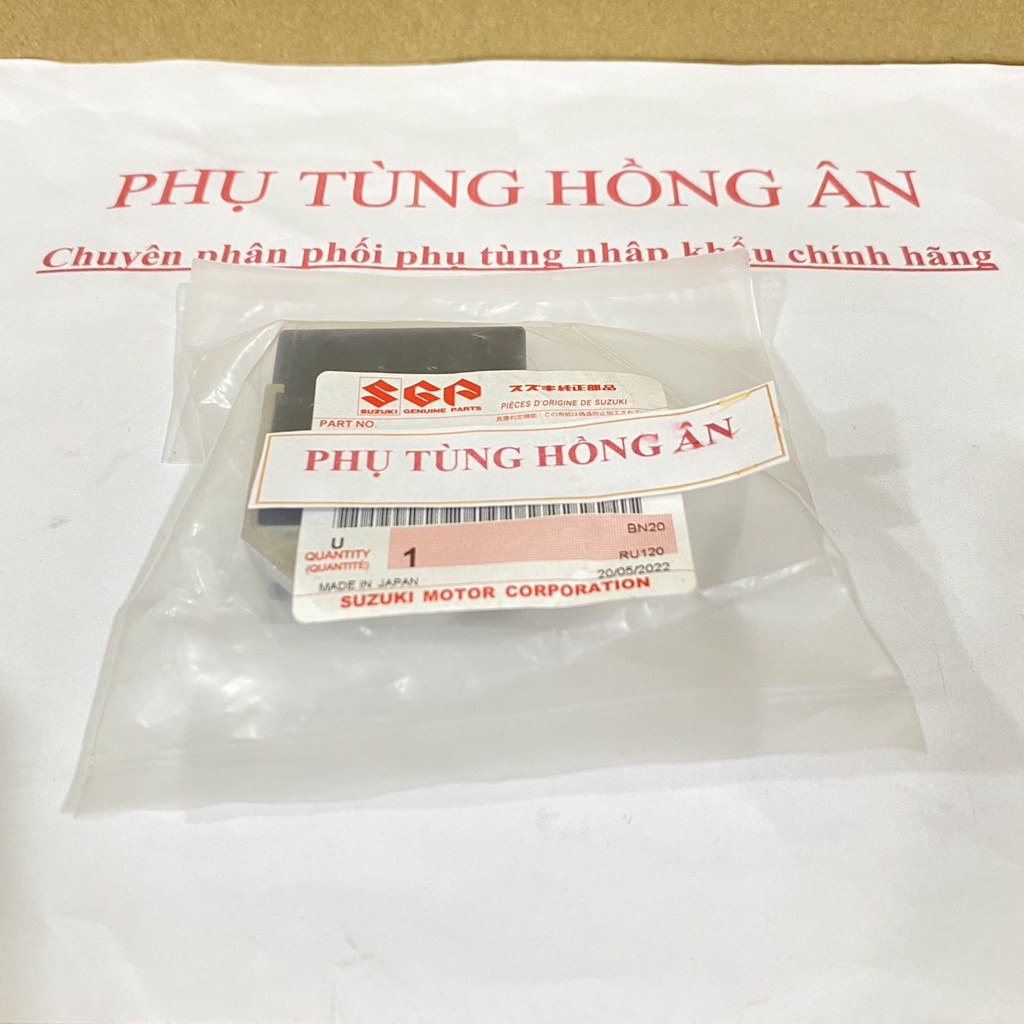 PHỤ TÙNG HỒNG ÂN
Chuyên phân phối phụ tùng nhập khẩu chính hãng
SGP
SUZUKI GENUINE PARTS
スズキ純正部品
PIÈCES D'ORIGINE DE SUZUKI
PART NO.
PHỤ TÙNG HỒNG ÂN
BN20
U
QUANTITY
(QUANTITÉ)
1
RU120
MADE IN JAPAN
20/05/2022
SUZUKI MOTOR CORPORATION